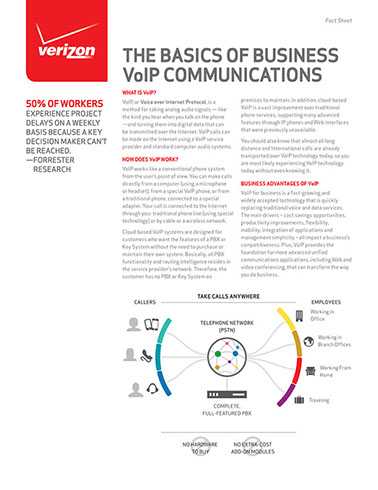 Fact Sheet
verizon
THE BASICS OF BUSINESS
VoIP COMMUNICATIONS
50% OF WORKERS
EXPERIENCE PROJECT
DELAYS ON A WEEKLY
BASIS BECAUSE A KEY
DECISION MAKER CAN'T
BE REACHED.
—FORRESTER
RESEARCH
WHAT IS VoIP?
VoIP, or Voice over Internet Protocol, is a
method for taking analog audio signals — like
the kind you hear when you talk on the phone
—and turning them into digital data that can
be transmitted over the Internet. VoIP calls can
be made on the Internet using a VoIP service
provider and standard computer audio systems.
HOW DOES VoIP WORK?
VoIP works like a conventional phone system
from the user's point of view. You can make calls
directly from a computer (using a microphone
or headset), from a special VoIP phone, or from
a traditional phone, connected to a special
adapter. Your call is connected to the Internet
through your traditional phone line (using special
technology) or by cable or a wireless network.
Cloud-based VoIP systems are designed for
customers who want the features of a PBX or
Key System without the need to purchase or
maintain their own system. Basically, all PBX
functionality and routing intelligence resides in
the service provider's network. Therefore, the
customer has no PBX or Key System on
premises to maintain. In addition, cloud-based
VoIP is a vast improvement over traditional
phone services, supporting many advanced
features through IP phones and Web interfaces
that were previously unavailable.
You should also know that almost all long
distance and International calls are already
transported over VoIP technology today, so you
are most likely experiencing VoIP technology
today without even knowing it.
BUSINESS ADVANTAGES OF VoIP
VoIP for business is a fast-growing and
widely accepted technology that is quickly
replacing traditional voice and data services.
The main drivers - cost savings opportunities,
productivity improvements, flexibility,
mobility, integration of applications and
management simplicity - all impact a business's
competitiveness. Plus, VoIP provides the
foundation for more advanced unified
communications applications, including Web and
video conferencing, that can transform the way
you do business.
TAKE CALLS ANYWHERE
CALLERS
EMPLOYEES
TELEPHONE NETWORK
(PSTN)
COMPLETE,
FULL-FEATURED PBX
Working in
Office
Working in
Branch Offices
Working From
Home
Traveling
NO HARDWARE
TO BUY
NO EXTRA-COST
ADD-ON MODULES